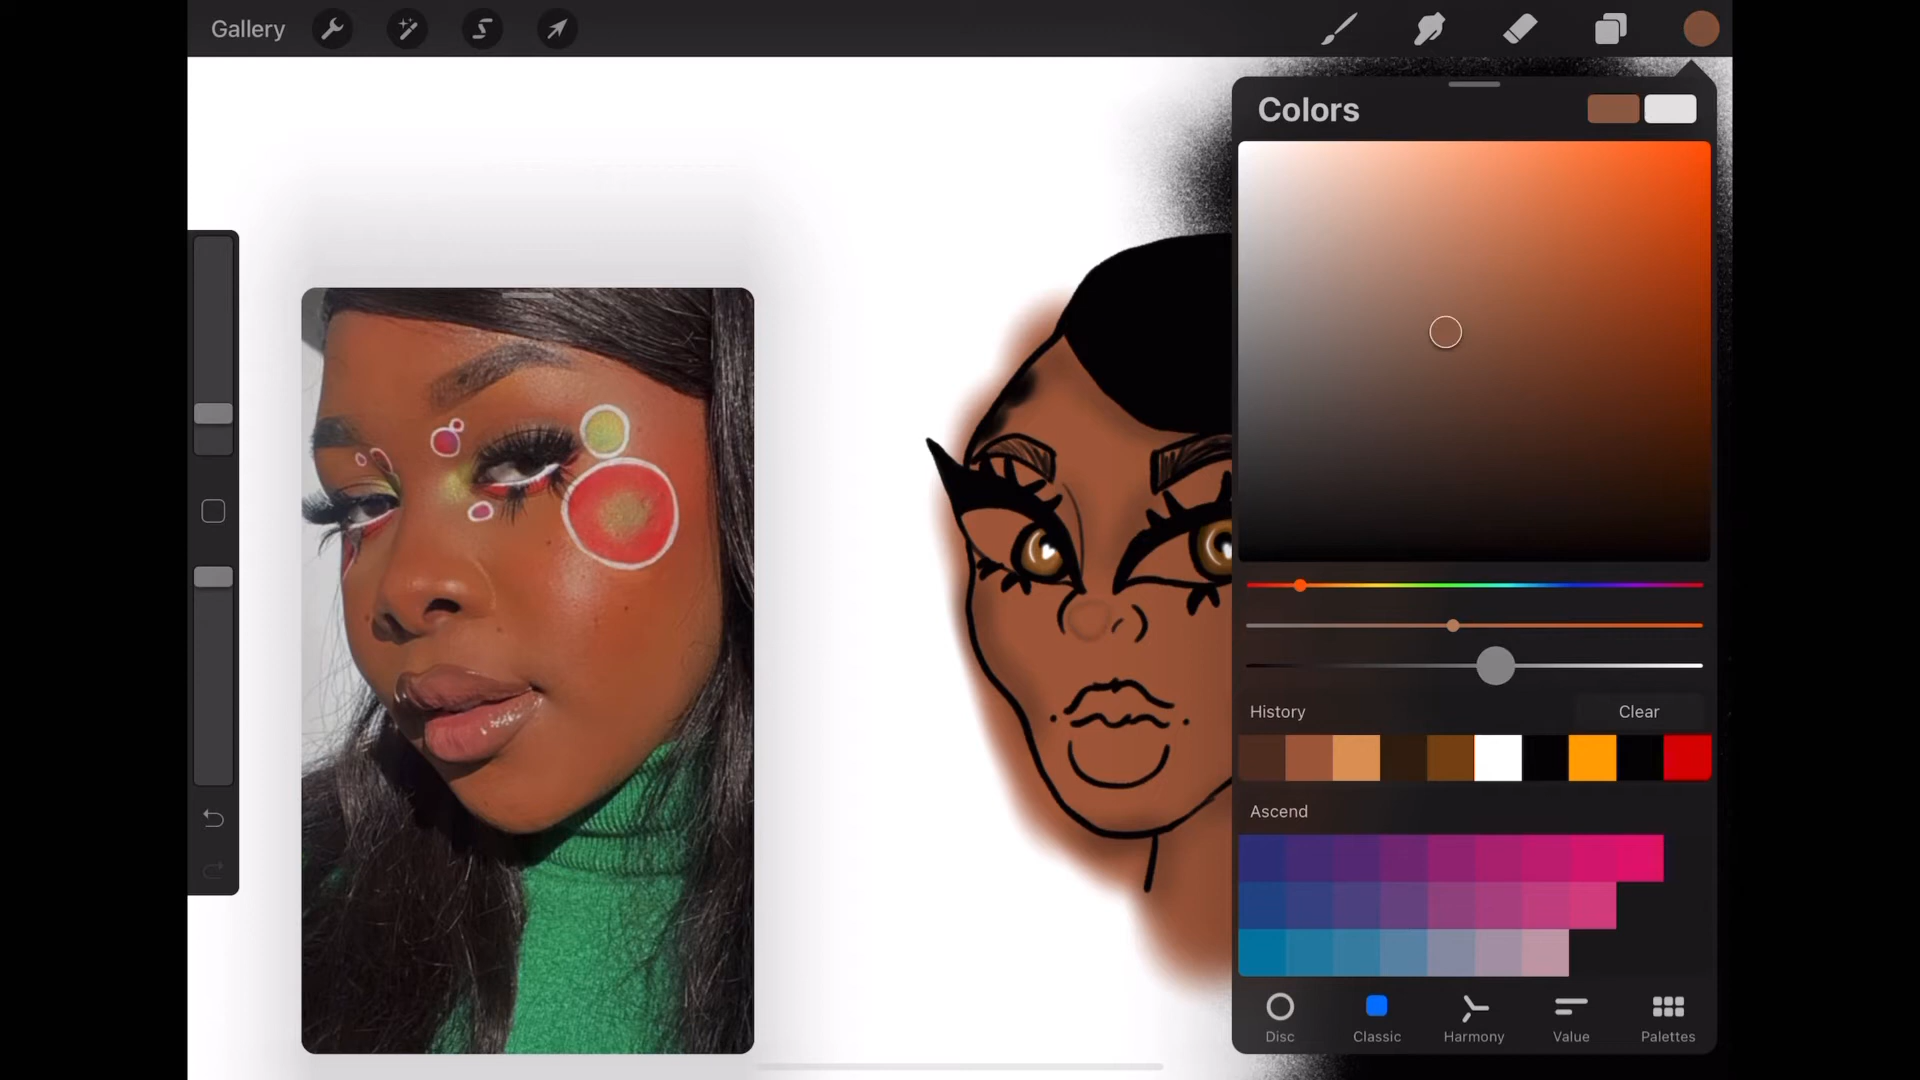 Gallery
Colors
History
Clear
Ascend
Disc
Classic
Harmony
Value
Palettes